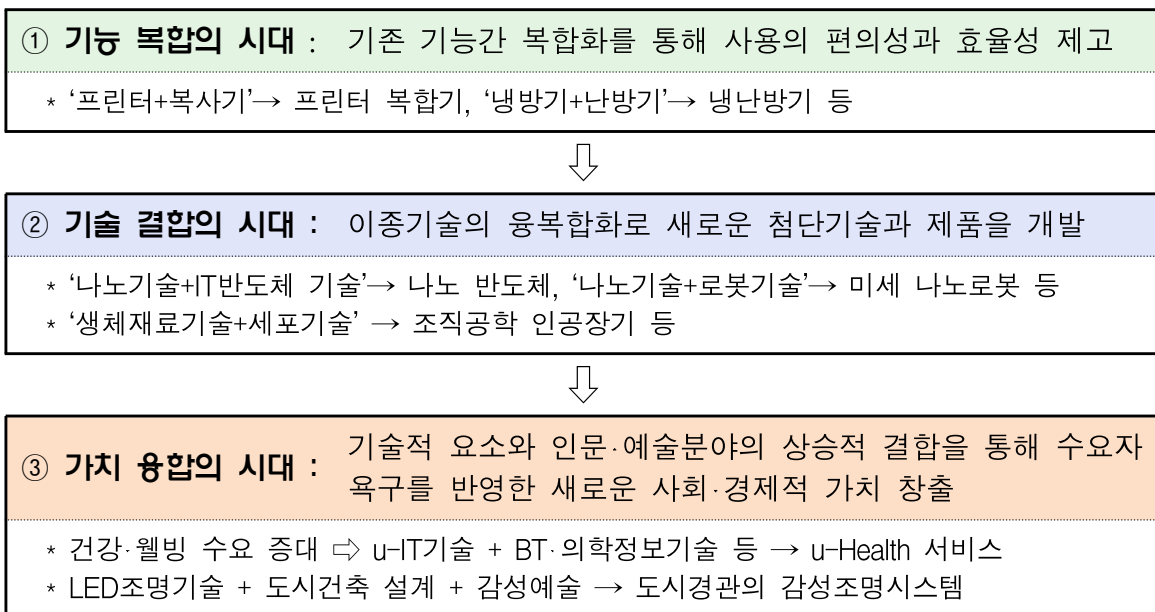 ① 기능 복합의 시대 : 기존 기능간 복합화를 통해 사용의 편의성과 효율성 제고
* ‘프린터+복사기’→ 프린터 복합기, ‘냉방기+난방기’→ 냉난방기 등
② 기술 결합의 시대 : 이종기술의 융복합화로 새로운 첨단기술과 제품을 개발
* ‘나노기술+IT반도체 기술’→ 나노 반도체, ‘나노기술+로봇기술’→ 미세 나노로봇 등
* ‘생체재료기술+세포기술’ → 조직공학 인공장기 등
③ 가치 융합의 시대 : 기술적 요소와 인문·예술분야의 상승적 결합을 통해 수요자
욕구를 반영한 새로운 사회·경제적 가치 창출
* 건강·웰빙 수요 증대 ⇨ u-IT기술 + BT·의학정보기술 등 → u-Health 서비스
* LED조명기술 + 도시건축 설계 + 감성예술 → 도시경관의 감성조명시스템